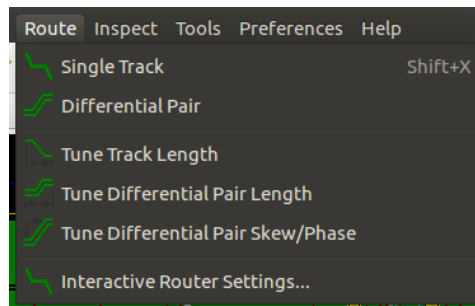 Route Inspect Tools Preferences Help
Single Track Shift+X
Differential Pair
Tune Track Length
Tune Differential Pair Length
Tune Differential Pair Skew/Phase
Interactive Router Settings...